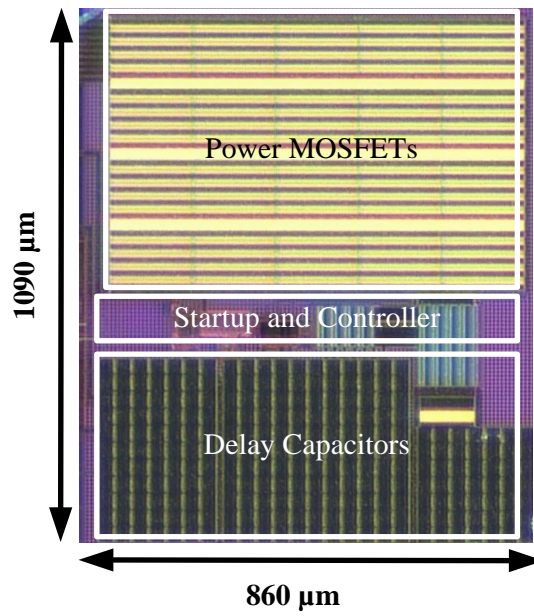 Power MOSFETs
1090 µm
Startup and Controller
Delay Capacitors
860 µm